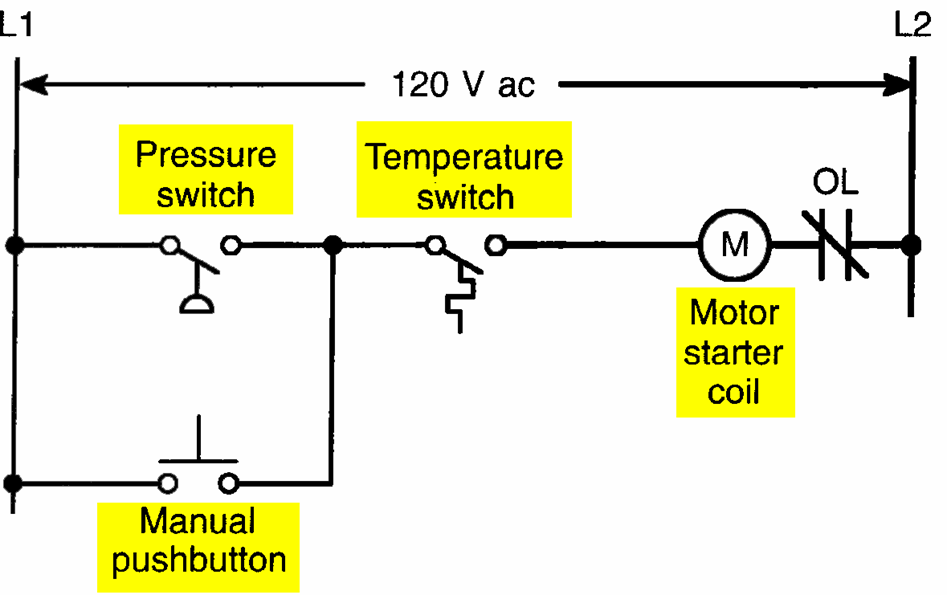 L1
L2
120 V ac
Pressure
switch
Temperature
switch
OL
M
Motor
starter
coil
Manual
pushbutton